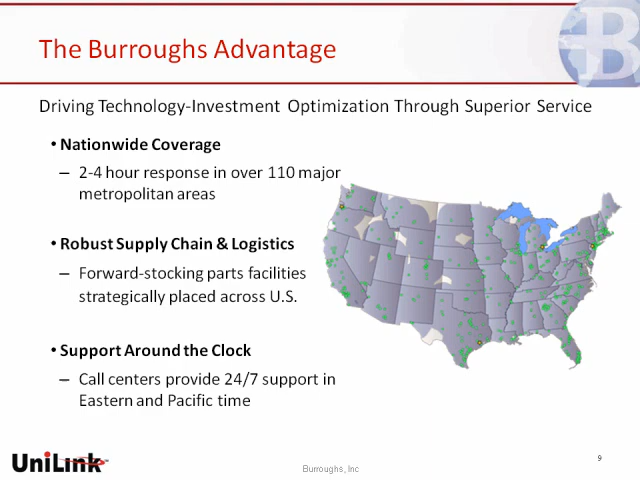 The Burroughs Advantage
B
Driving Technology-Investment Optimization Through Superior Service
• Nationwide Coverage
– 2-4 hour response in over 110 major
metropolitan areas
• Robust Supply Chain & Logistics
– Forward-stocking parts facilities
strategically placed across U.S.
• Support Around the Clock
– Call centers provide 24/7 support in
Eastern and Pacific time
UniLink
Burroughs, Inc
9